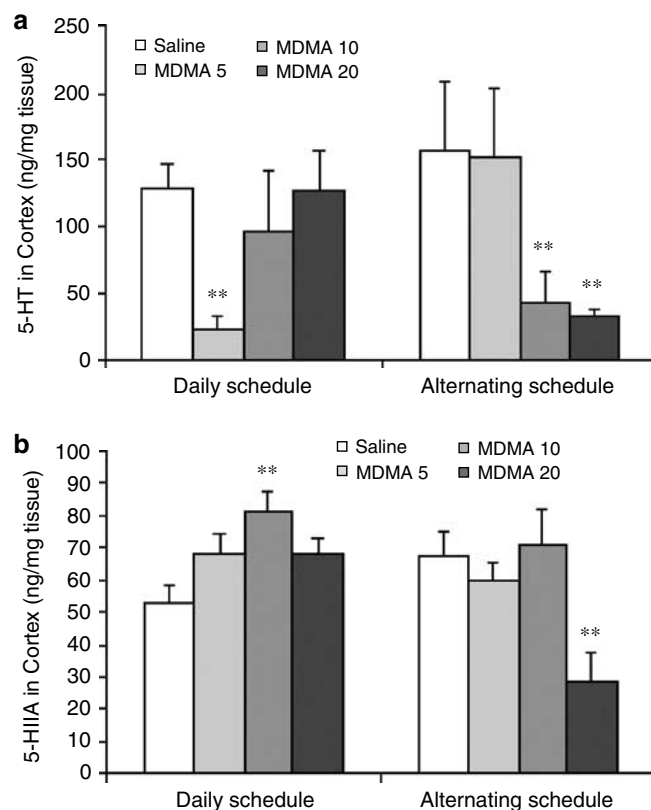 a
250
200
150
100
50
0
5-HT in Cortex (ng/mg tissue)
Saline
MDMA 5
MDMA 10
MDMA 20
**
**
**
Daily schedule
Alternating schedule
b
100
90
80
70
60
50
40
30
20
10
0
5-HIIA in Cortex (ng/mg tissue)
Saline
MDMA 5
MDMA 10
MDMA 20
**
**
Daily schedule
Alternating schedule